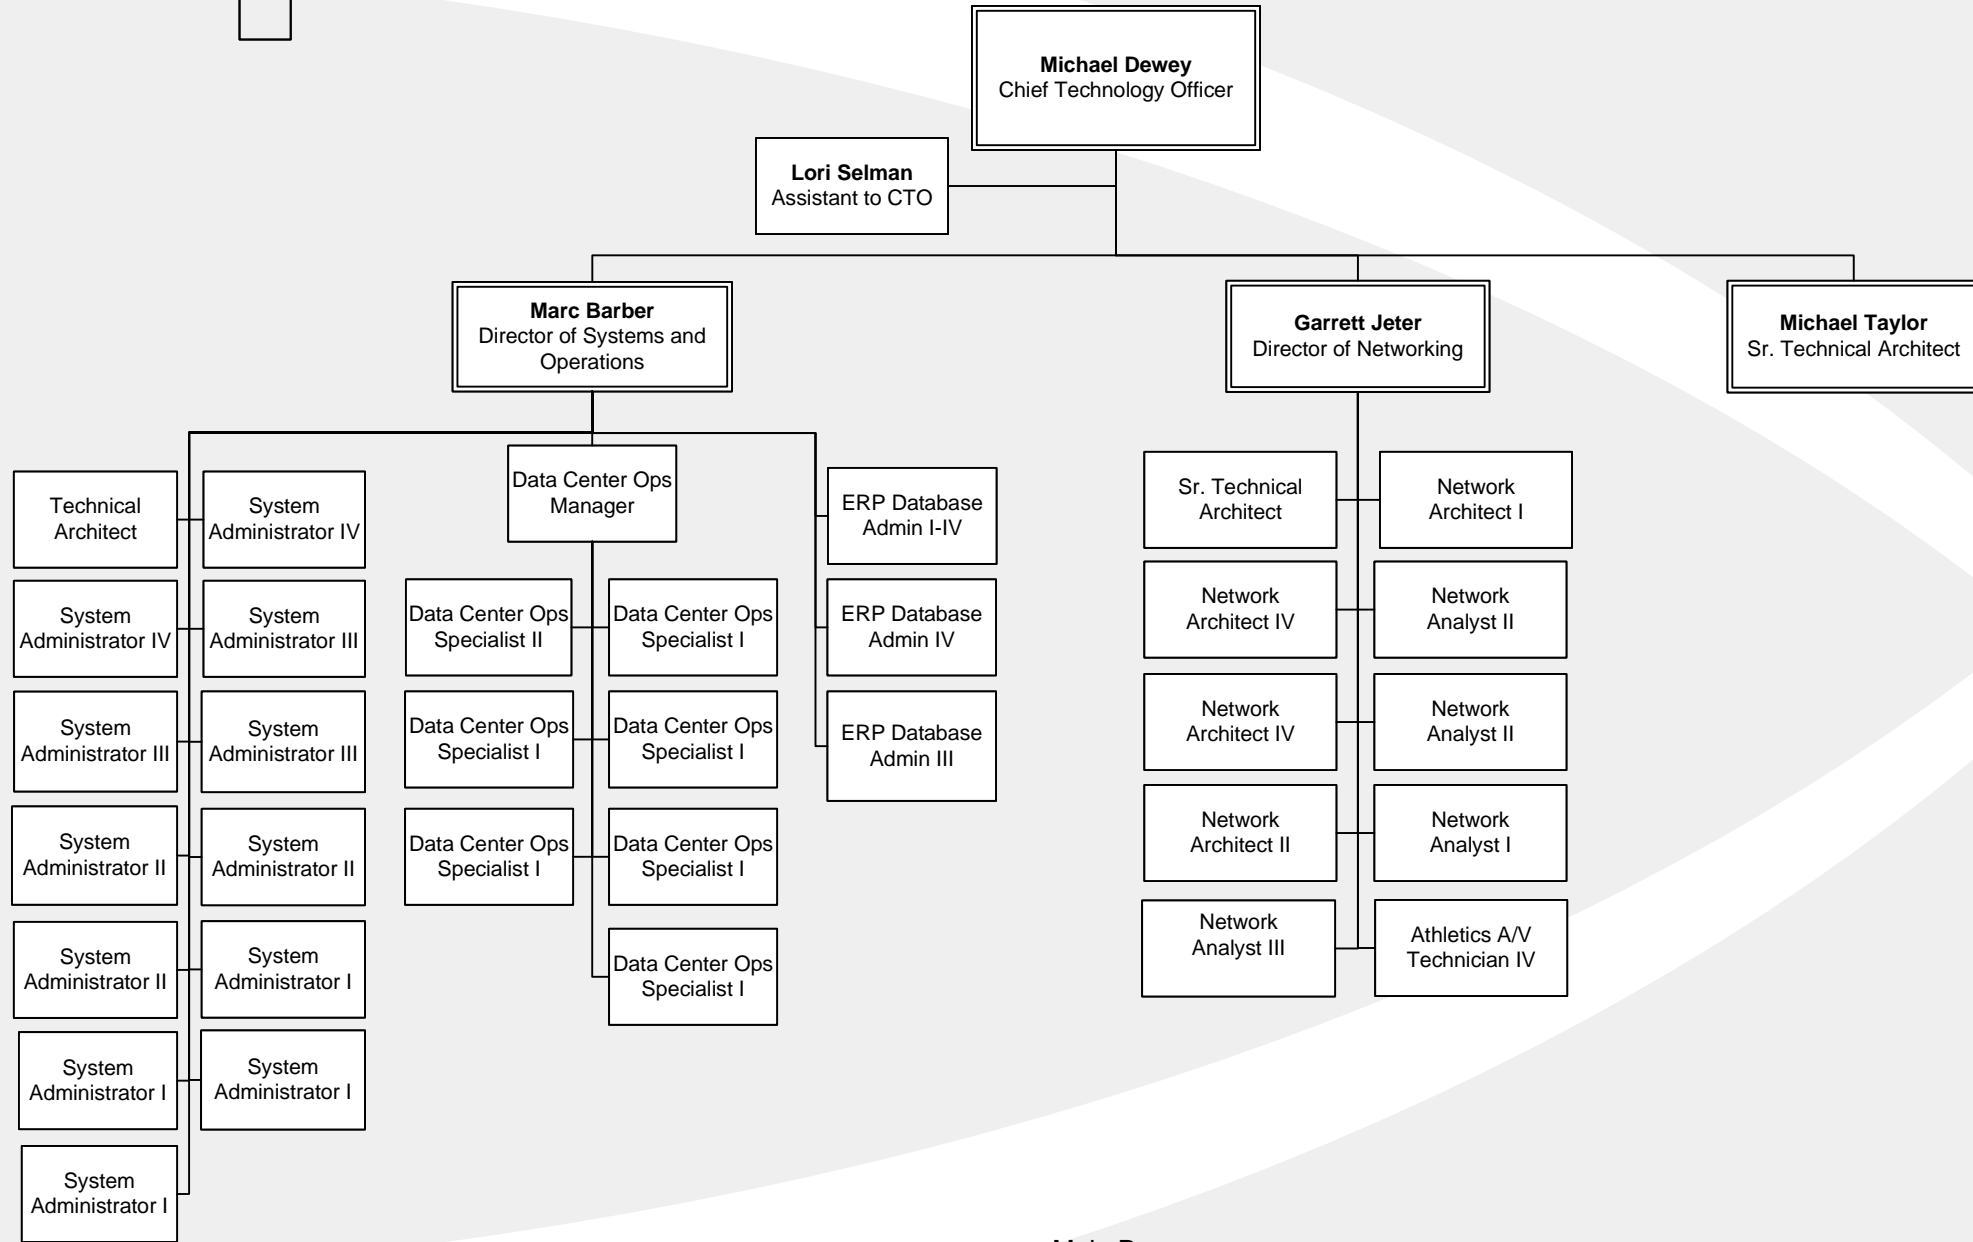 Michael Dewey
Chief Technology Officer
Lori Selman
Assistant to CTO
Marc Barber
Director of Systems and
Operations
Garrett Jeter
Director of Networking
Michael Taylor
Sr. Technical Architect
Technical
Architect
System
Administrator IV
System
Administrator IV
System
Administrator III
System
Administrator III
System
Administrator III
System
Administrator II
System
Administrator II
System
Administrator II
System
Administrator I
System
Administrator I
System
Administrator I
System
Administrator I
Data Center Ops
Manager
Data Center Ops
Specialist II
Data Center Ops
Specialist I
Data Center Ops
Specialist I
Data Center Ops
Specialist I
Data Center Ops
Specialist I
Data Center Ops
Specialist I
Data Center Ops
Specialist I
ERP Database
Admin I-IV
ERP Database
Admin IV
ERP Database
Admin III
Sr. Technical
Architect
Network
Architect I
Network
Architect IV
Network
Analyst II
Network
Architect IV
Network
Analyst II
Network
Architect II
Network
Analyst I
Network
Analyst III
Athletics A/V
Technician IV